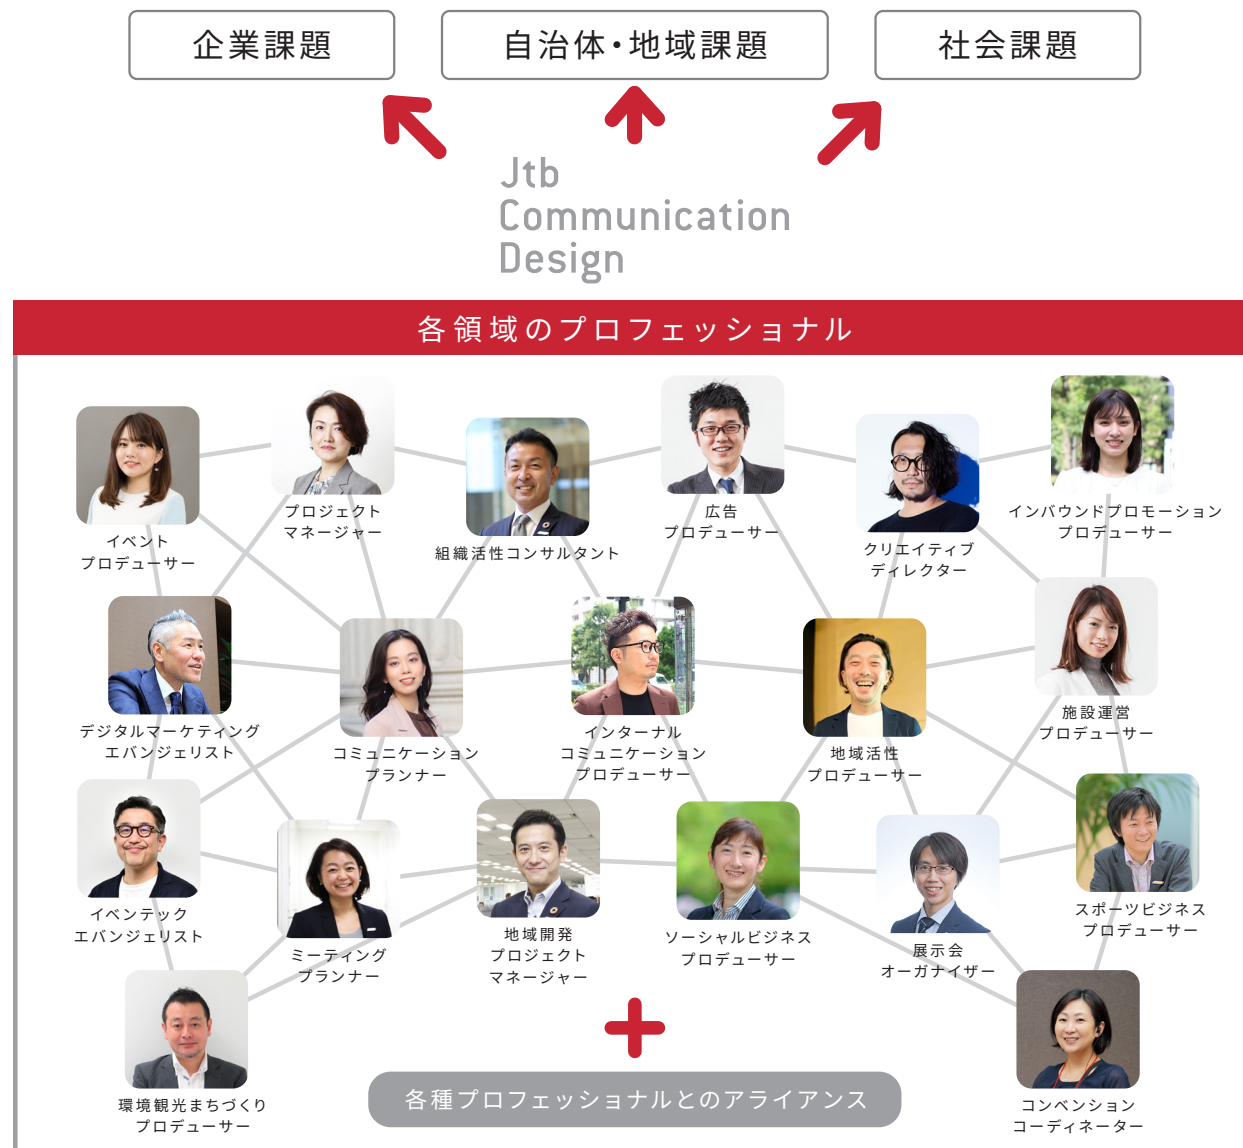 企業課題
自治体・地域課題
社会課題
Jtb
Communication
Design
各領域のプロフェッショナル
イベント
プロデューサー
プロジェクト
マネージャー
組織活性コンサルタント
広告
プロデューサー
クリエイティブ
ディレクター
インバウンドプロモーション
プロデューサー
デジタルマーケティング
エバンジェリスト
コミュニケーション
プランナー
インターナル
コミュニケーション
プロデューサー
地域活性
プロデューサー
施設運営
プロデューサー
イベンテック
エバンジェリスト
ミーティング
プランナー
地域開発
プロジェクト
マネージャー
ソーシャルビジネス
プロデューサー
展示会
オーガナイザー
スポーツビジネス
プロデューサー
環境観光まちづくり
プロデューサー
コンベンション
コーディネーター
各種プロフェッショナルとのアライアンス